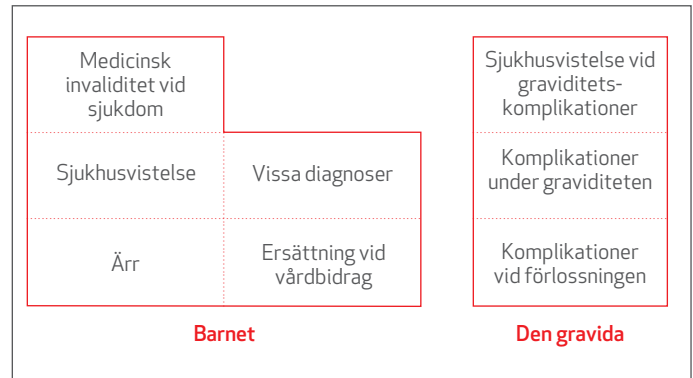 Medicinsk
invaliditet vid
sjukdom
Sjukhusvistelse
Vissa diagnoser
Ärr
Ersättning vid
vårdbidrag
Barnet
Sjukhusvistelse vid
graviditets-
komplikationer
Komplikationer
under graviditeten
Komplikationer
vid förlossningen
Den gravida